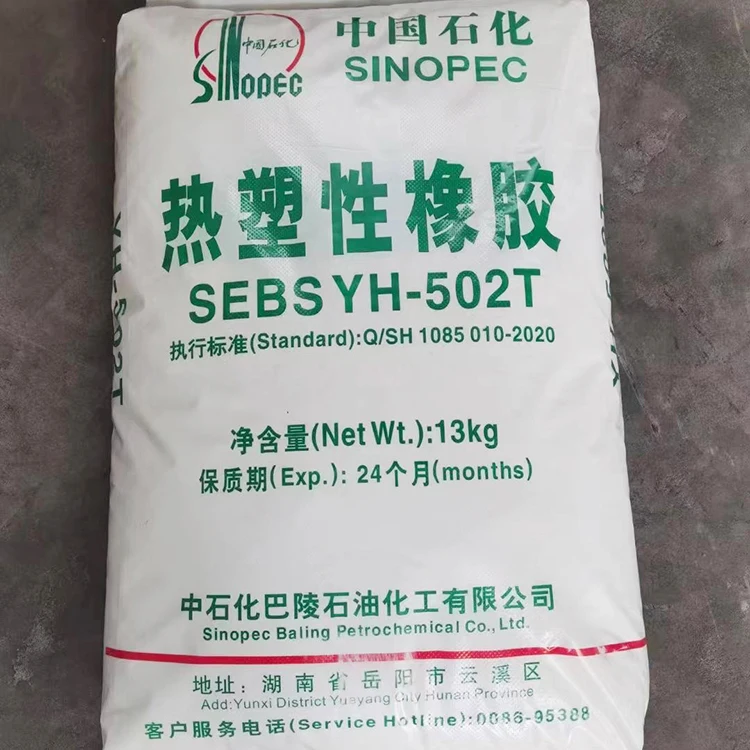 中国石化
SINOPEC
中国石化
SINOPEC
热塑性橡胶
SEBS YH-502T
执行标准(Standard):Q/SH 1085 010-2020
YH-502T
净含量(Net Wt.):13kg
保质期(Exp.): 24个月(months)
中石化巴陵石油化工有限公司
Sinopec Baling Petrochemical Co., Ltd.
地址: 湖南省岳阳市云溪区
Add:Yunxi District Yueyang City Hunan Province
客户服务电话(Service Hotline):0086-95388